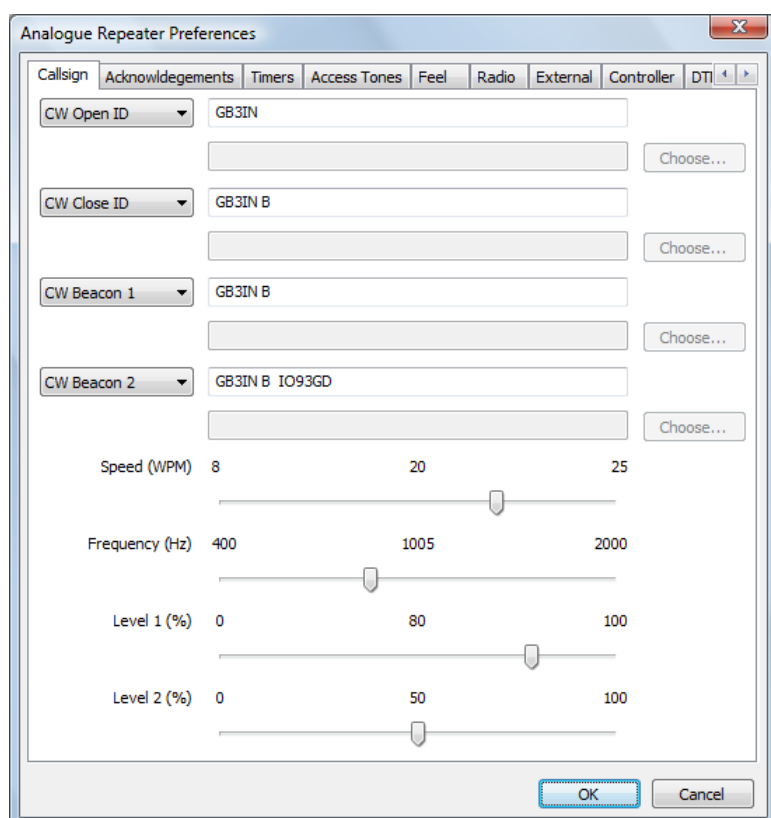 Analogue Repeater Preferences
Callsign Acknowldegements Timers Access Tones Feel Radio External Controller DTI
CW Open ID GB3IN
Choose...
CW Close ID GB3IN B
Choose...
CW Beacon 1 GB3IN B
Choose...
CW Beacon 2 GB3IN B IO93GD
Choose...
Speed (WPM) 8 20 25
Frequency (Hz) 400 1005 2000
Level 1 (%) 0 80 100
Level 2 (%) 0 50 100
OK Cancel